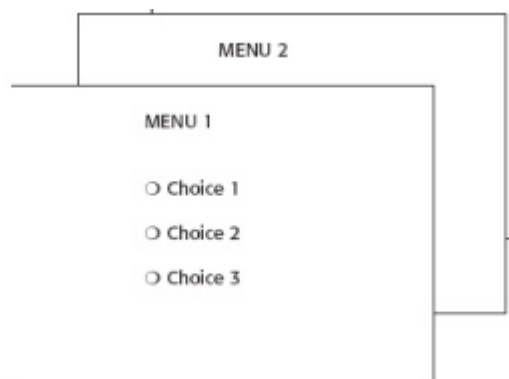 MENU 2
MENU 1
❍ Choice 1
❍ Choice 2
❍ Choice 3